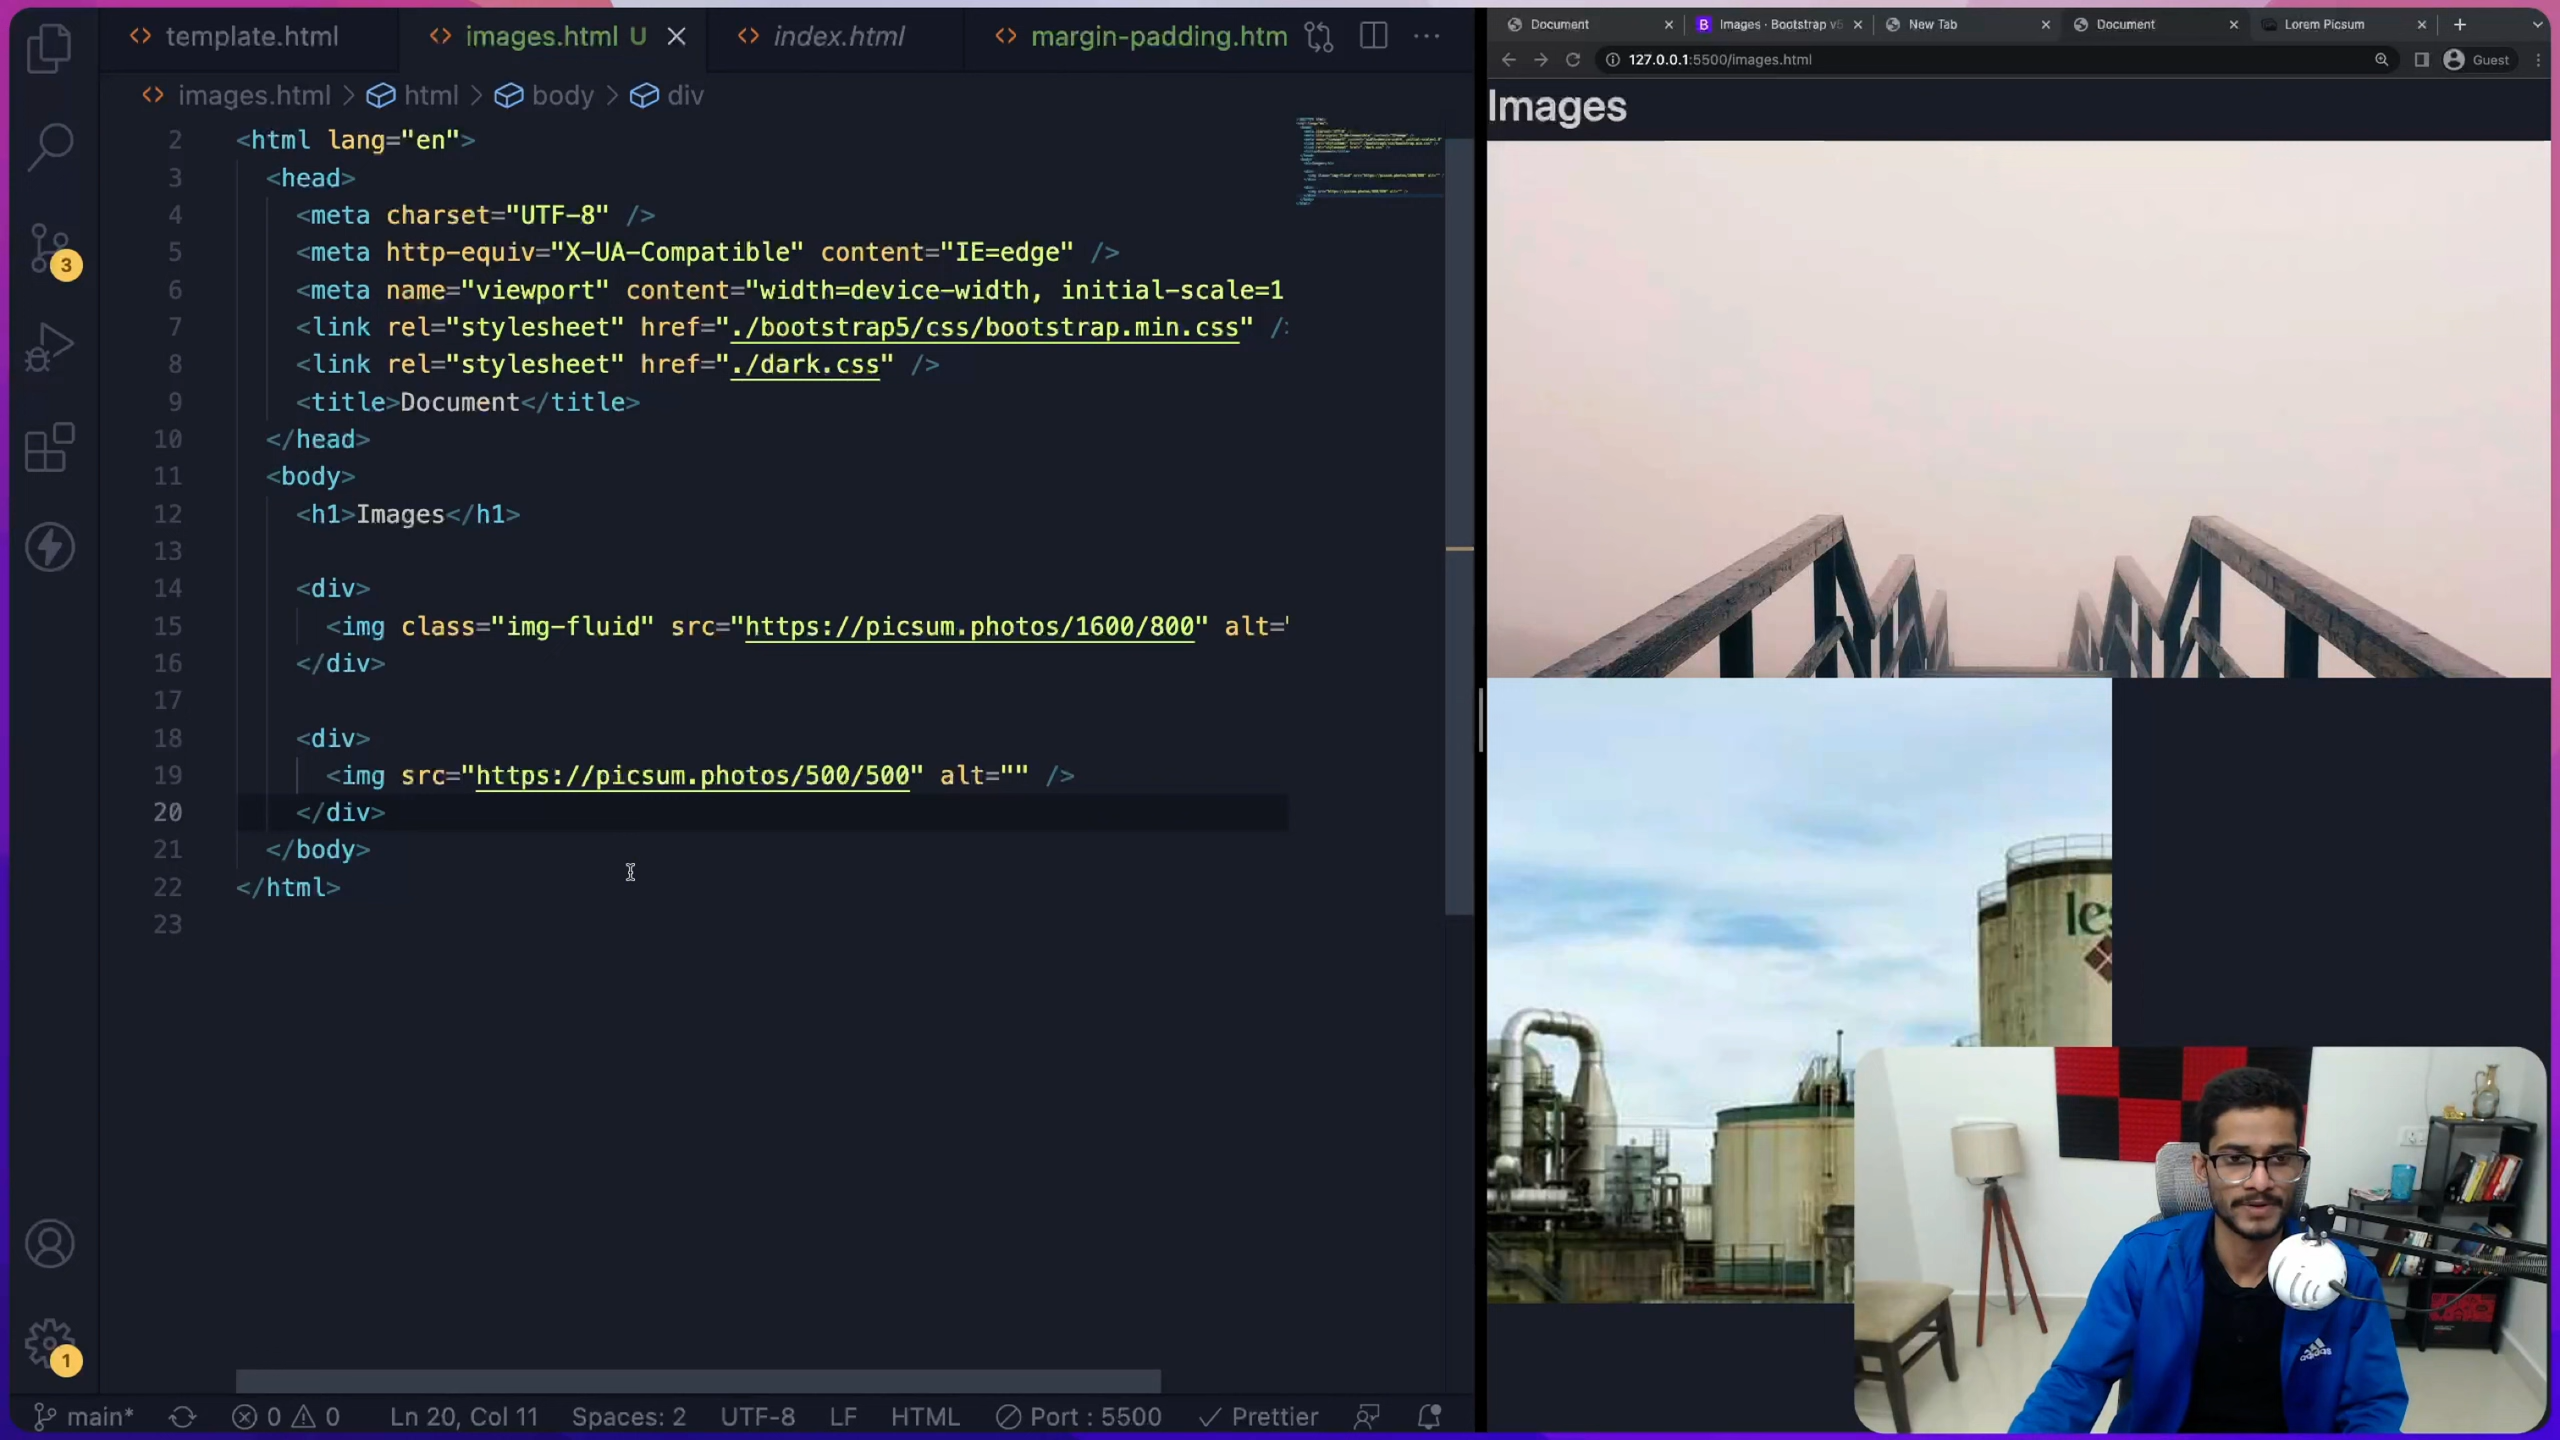 template.html
images.html U
index.html
margin-padding.htm
images.html > html > body > div
2 <html lang="en">
3 <head>
4 <meta charset="UTF-8" />
5 <meta http-equiv="X-UA-Compatible" content="IE=edge" />
6 <meta name="viewport" content="width=device-width, initial-scale=1
7 <link rel="stylesheet" href="./bootstrap5/css/bootstrap.min.css" />
8 <link rel="stylesheet" href="./dark.css" />
9 <title>Document</title>
10 </head>
11 <body>
12 <h1>Images</h1>
13
14 <div>
15 <img class="img-fluid" src="https://picsum.photos/1600/800" alt="
16 </div>
17
18 <div>
19 <img src="https://picsum.photos/500/500" alt="" />
20 </div>
21 </body>
22 </html>
23
3
1
main* 0 0 Ln 20, Col 11 Spaces: 2 UTF-8 LF HTML Port : 5500 Prettier
Document
Images · Bootstrap v5
New Tab
Document
Lorem Picsum
127.0.0.1:5500/images.html
Guest
Images
les
adidas